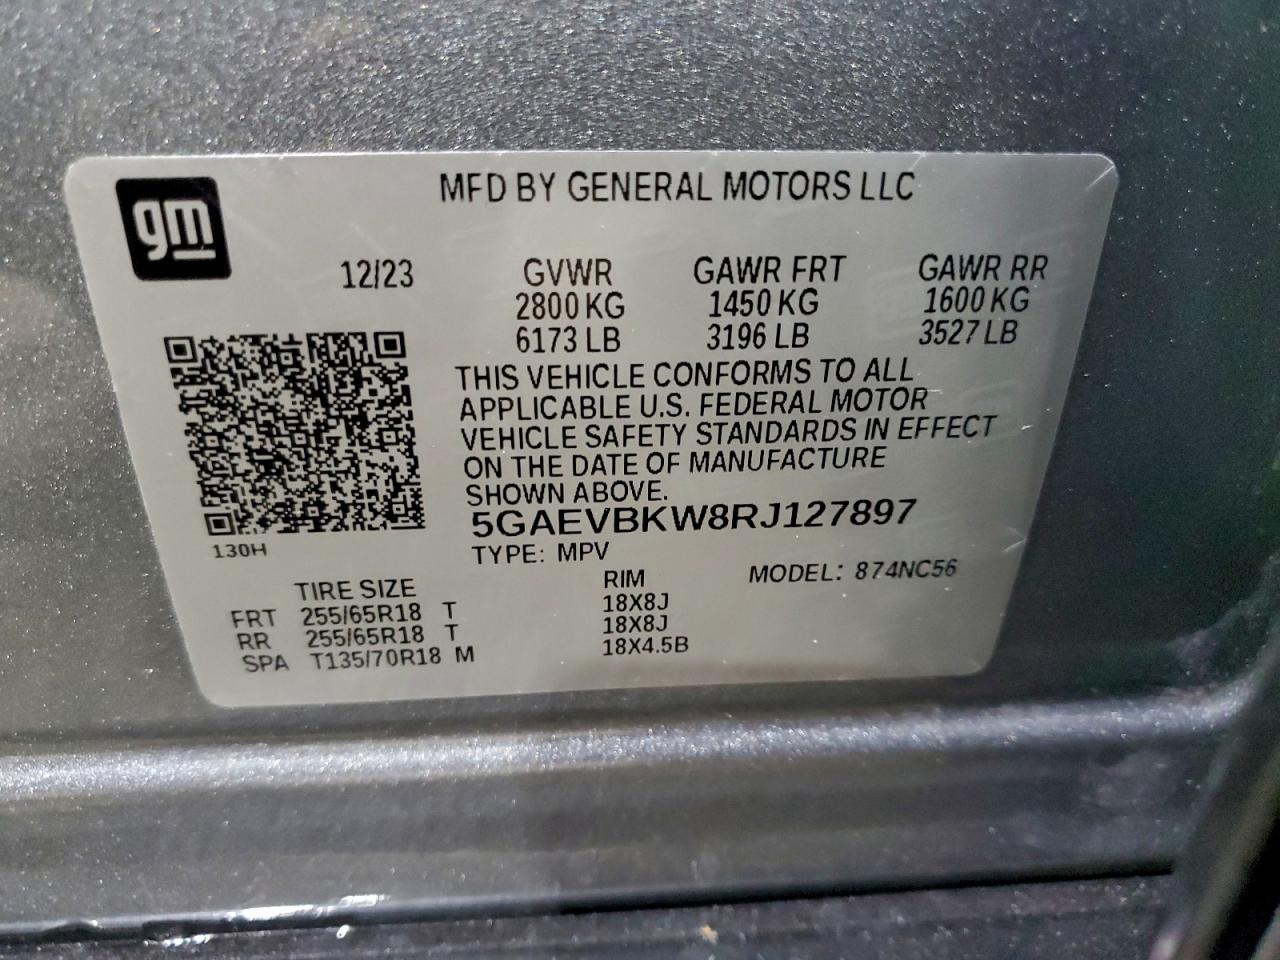 gm
MFD BY GENERAL MOTORS LLC
12/23 GVWR GAWR FRT GAWR RR
2800 KG 1450 KG 1600 KG
6173 LB 3196 LB 3527 LB
THIS VEHICLE CONFORMS TO ALL
APPLICABLE U.S. FEDERAL MOTOR
VEHICLE SAFETY STANDARDS IN EFFECT
ON THE DATE OF MANUFACTURE
SHOWN ABOVE.
5GAEVBKW8RJ127897
130H
TYPE: MPV
MODEL: 874NC56
TIRE SIZE RIM
FRT 255/65R18 T 18X8J
RR 255/65R18 T 18X8J
SPA T135/70R18 M 18X4.5B